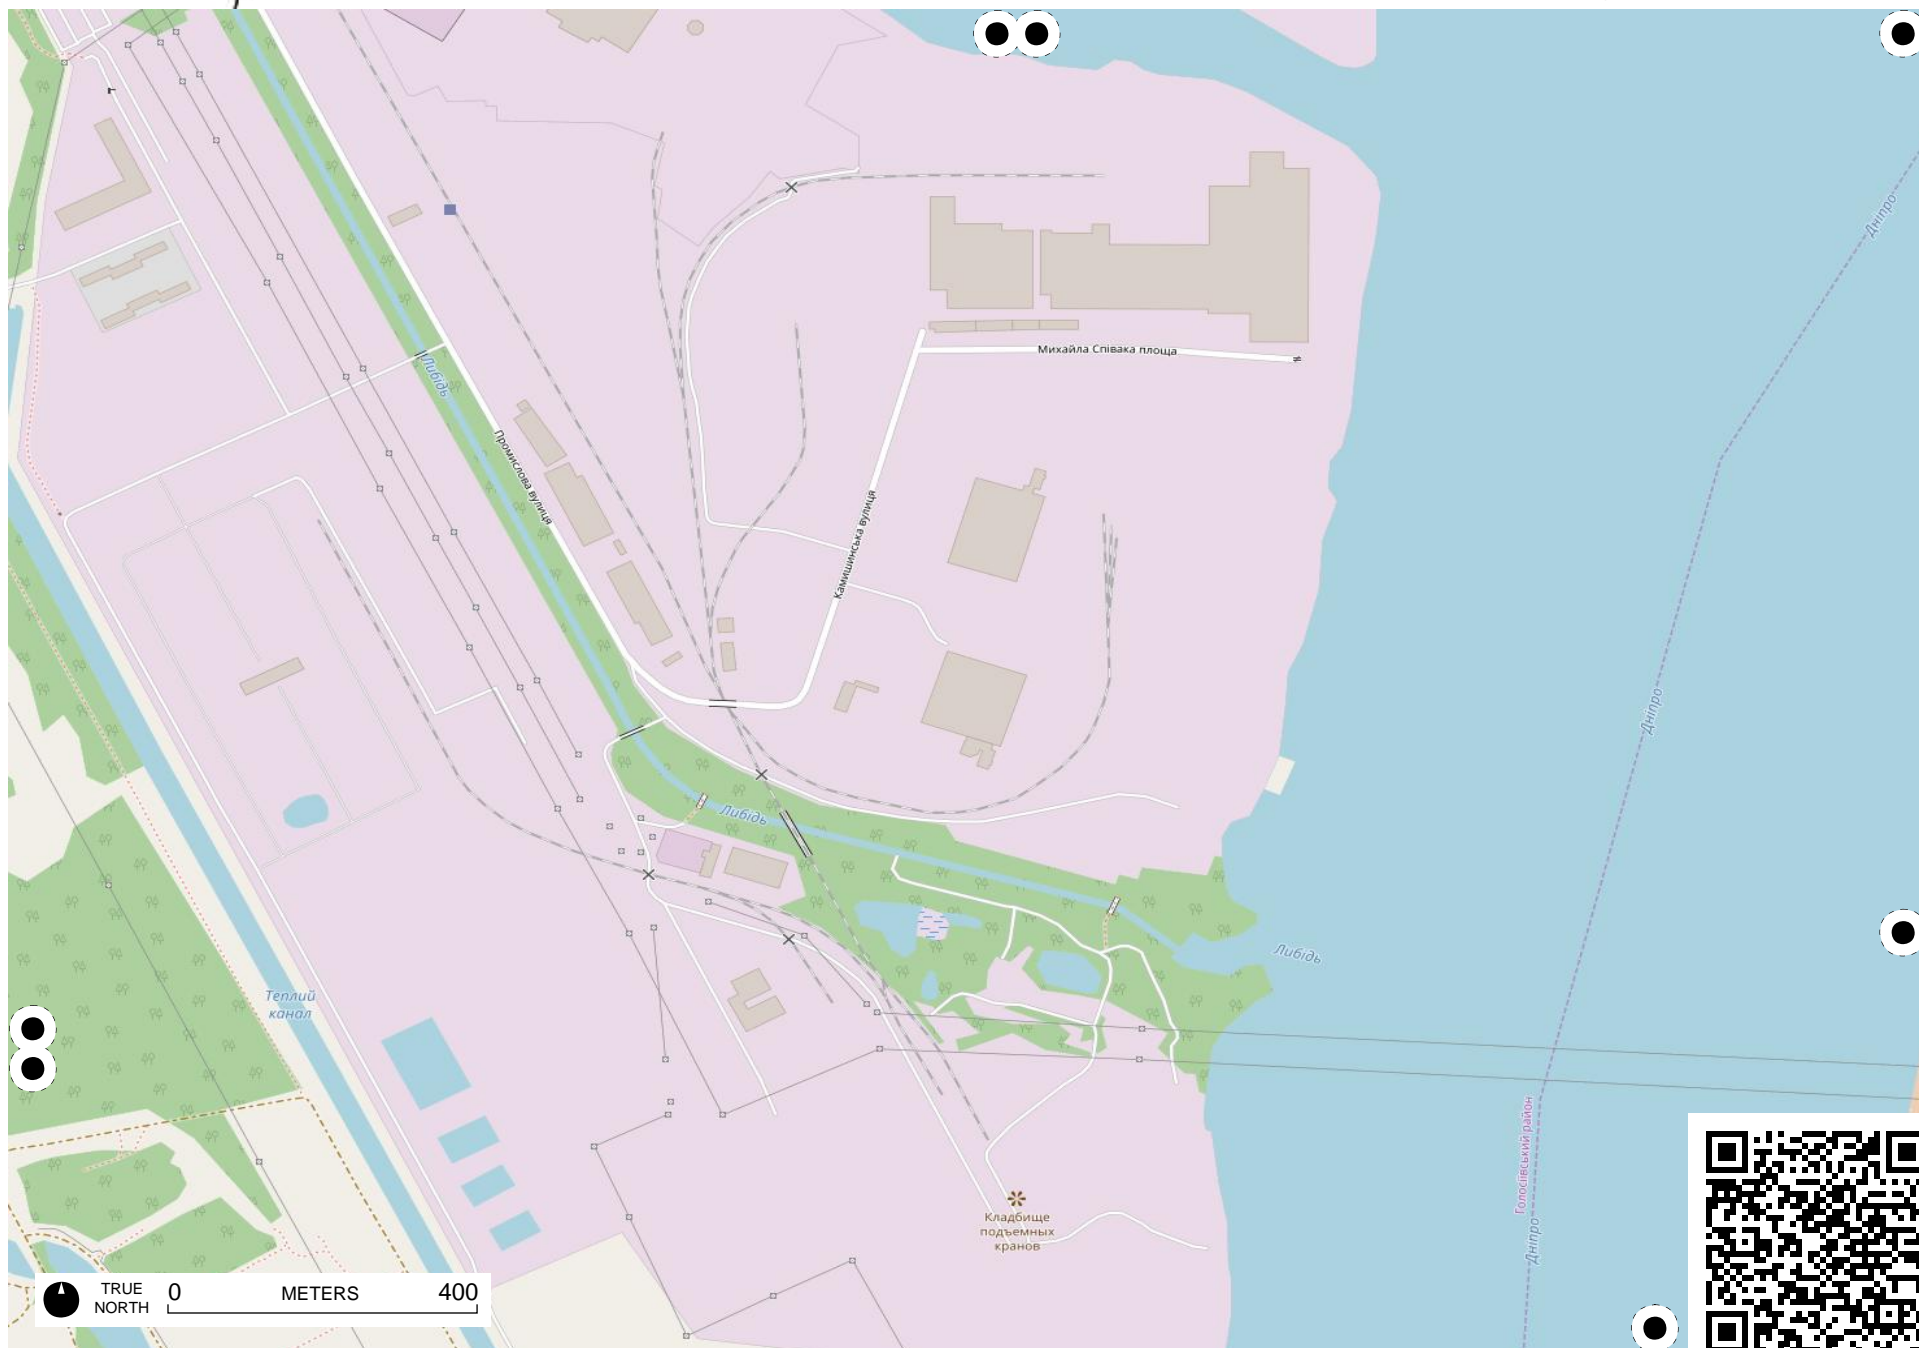 Михайла Співака площа
Дніпро
Либідь
Промислова вулиця
Камишинська вулиця
Дніпро
Либідь
Либідь
Теплий
канал
Голосіївський район
Кладбище
подъемных
кранов
Дніпро
TRUE
NORTH
0 METERS 400